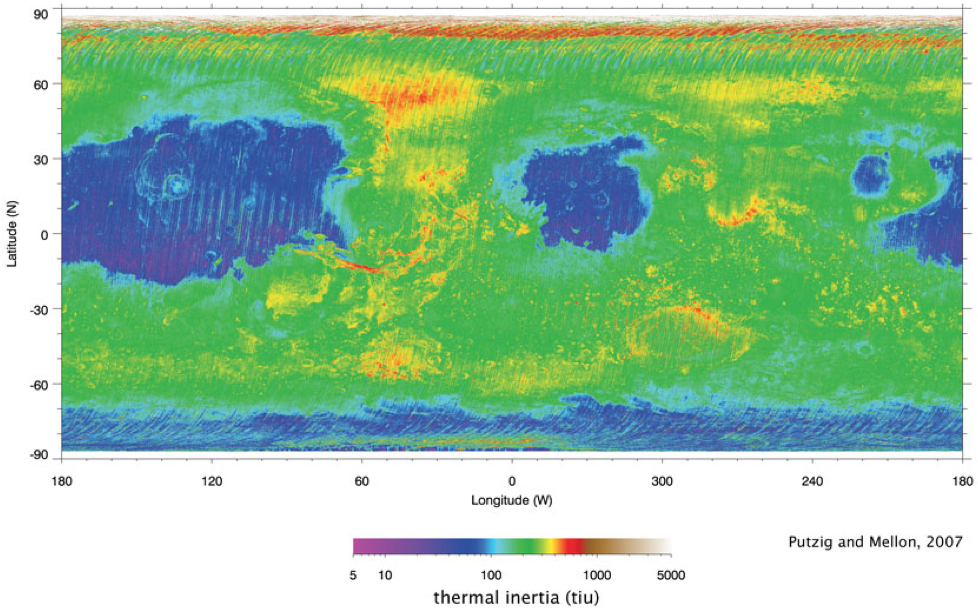 90
60
30
0
-30
-60
-90
Latitude (N)
180 120 60 0 300 240 180
Longitude (W)
5 10 100 1000 5000
thermal inertia (tiu)
Putzig and Mellon, 2007